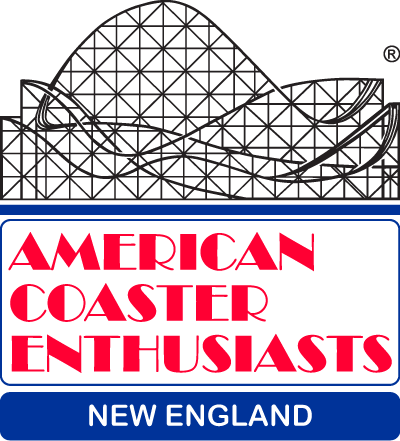 ®
AMERICAN
COASTER
ENTHUSIASTS
NEW ENGLAND